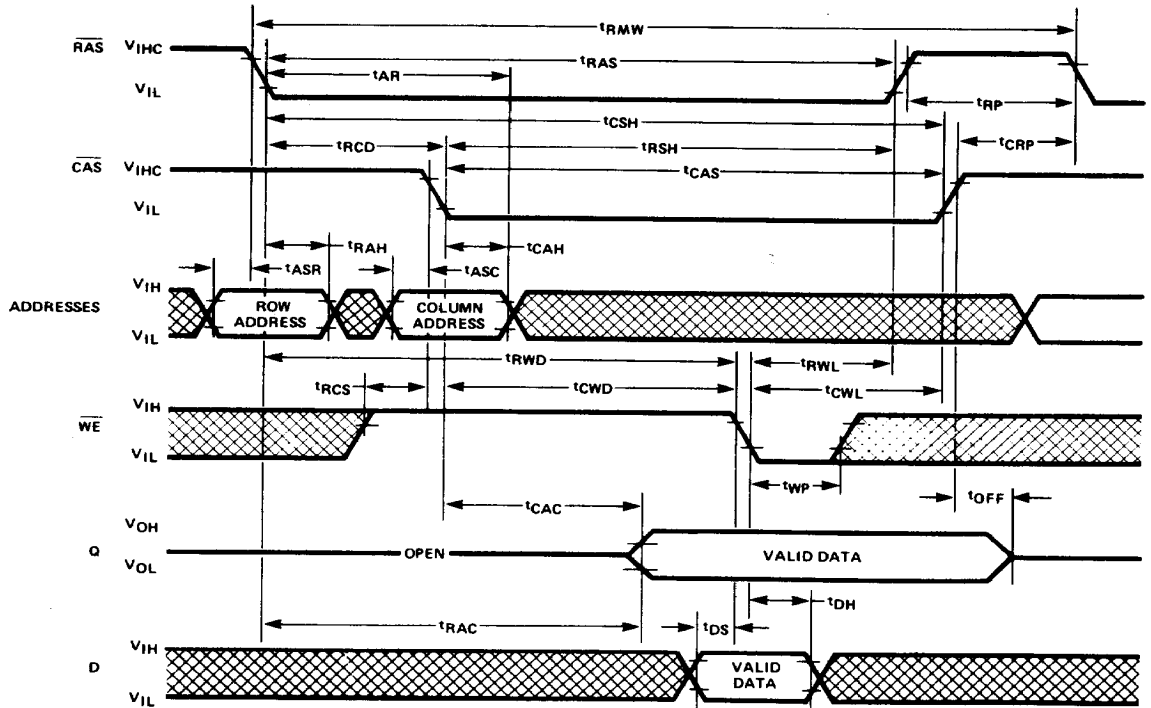 tRMW
RAS VIHC
tRAS
tAR
VIL
tRP
tCSH
tRCD tRSH tCRP
CAS VIHC
tCAS
VIL
tRAH tCAH
tASR tASC
ADDRESSES VIH
ROW ADDRESS
COLUMN ADDRESS
VIL
tRWD tRWL
tRCS tCWD tCWL
WE VIH
VIL
tWP
tCAC tOFF
Q VOH
OPEN VALID DATA
VOL
tDH
tRAC tDS
D VIH
VALID DATA
VIL